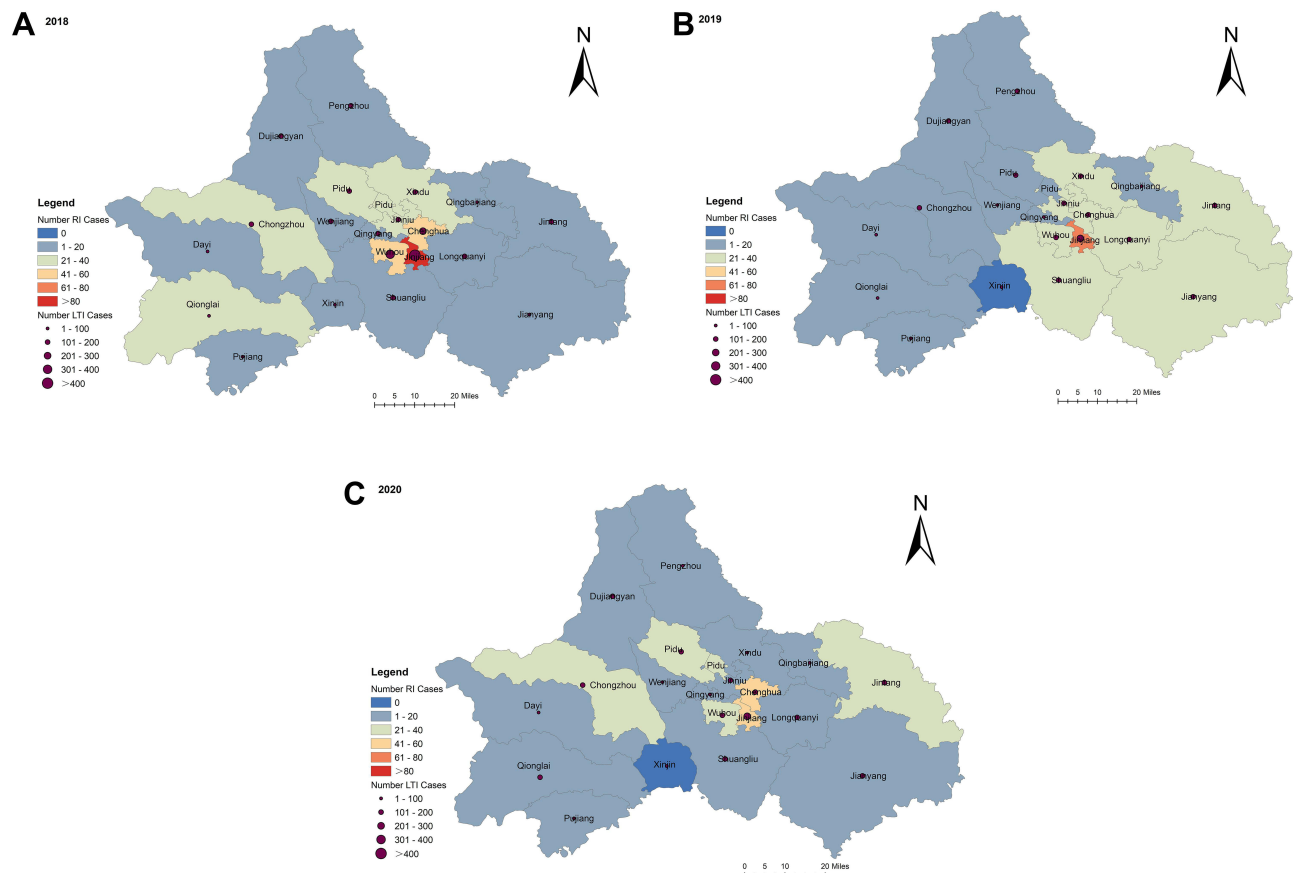 A 2018
N
Pengzhou
Dujiangyan
Pidu
Xindu
Qingbaijiang
Pidu
Jinniu
Jintang
Wenjiang
Chongzhou
Chenghua
Qingyang
Dayi
Wuhou
Jinjiang
Longquanyi
Qionglai
Xinjin
Shuangliu
Jianyang
Pujiang
Legend
Number RI Cases
0
1 - 20
21 - 40
41 - 60
61 - 80
>80
Number LTI Cases
1 - 100
101 - 200
201 - 300
301 - 400
>400
0 5 10 20 Miles
B 2019
N
Pengzhou
Dujiangyan
Pidu
Xindu
Pidu
Qingbaijiang
Jinniu
Wenjiang
Jintang
Chongzhou
Qingyang
Chenghua
Dayi
Wuhou
Jinjiang
Longquanyi
Qionglai
Xinjin
Shuangliu
Jianyang
Pujiang
Legend
Number RI Cases
0
1 - 20
21 - 40
41 - 60
61 - 80
>80
Number LTI Cases
1 - 100
101 - 200
201 - 300
301 - 400
>400
0 5 10 20 Miles
C 2020
N
Pengzhou
Dujiangyan
Pidu
Xindu
Pidu
Qingbaijiang
Jinniu
Wenjiang
Jintang
Chongzhou
Qingyang
Chenghua
Dayi
Wuhou
Jinjiang
Longquanyi
Qionglai
Xinjin
Shuangliu
Jianyang
Pujiang
Legend
Number RI Cases
0
1 - 20
21 - 40
41 - 60
61 - 80
>80
Number LTI Cases
1 - 100
101 - 200
201 - 300
301 - 400
>400
0 5 10 20 Miles